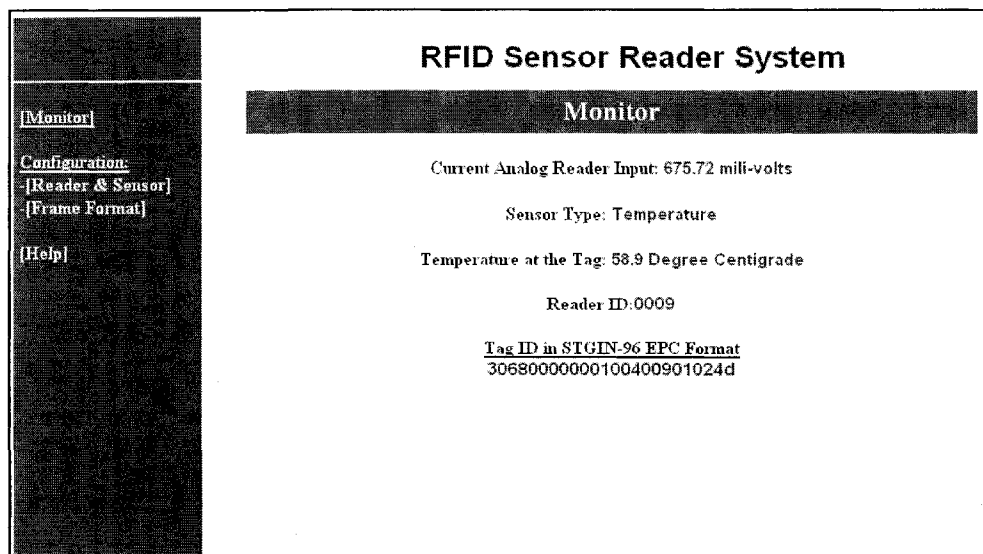 RFID Sensor Reader System
[Monitor]
Configuration:
[Reader & Sensor]
[Frame Format]
[Help]
Monitor
Current Analog Reader Input: 675.72 mili-volts
Sensor Type: Temperature
Temperature at the Tag: 58.9 Degree Centigrade
Reader ID:0009
Tag ID in STGIN-96 EPC Format
30680000000100400901024d